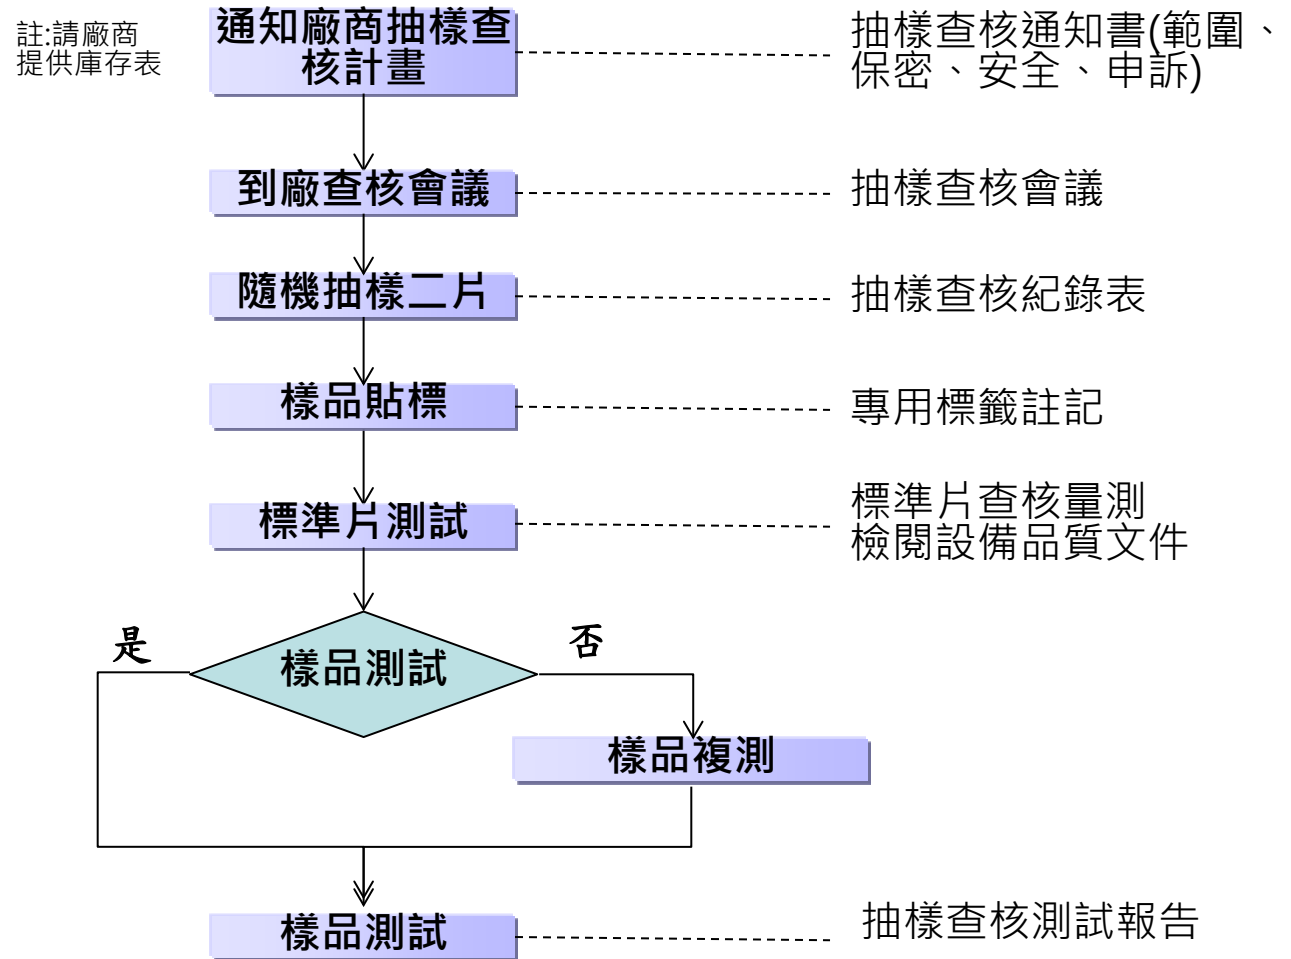 註:請廠商
提供庫存表
通知廠商抽樣查
核計畫
抽樣查核通知書(範圍、
保密、安全、申訴)
到廠查核會議
抽樣查核會議
隨機抽樣二片
抽樣查核紀錄表
樣品貼標
專用標籤註記
標準片測試
標準片查核量測
檢閱設備品質文件
是
樣品測試
否
樣品複測
樣品測試
抽樣查核測試報告